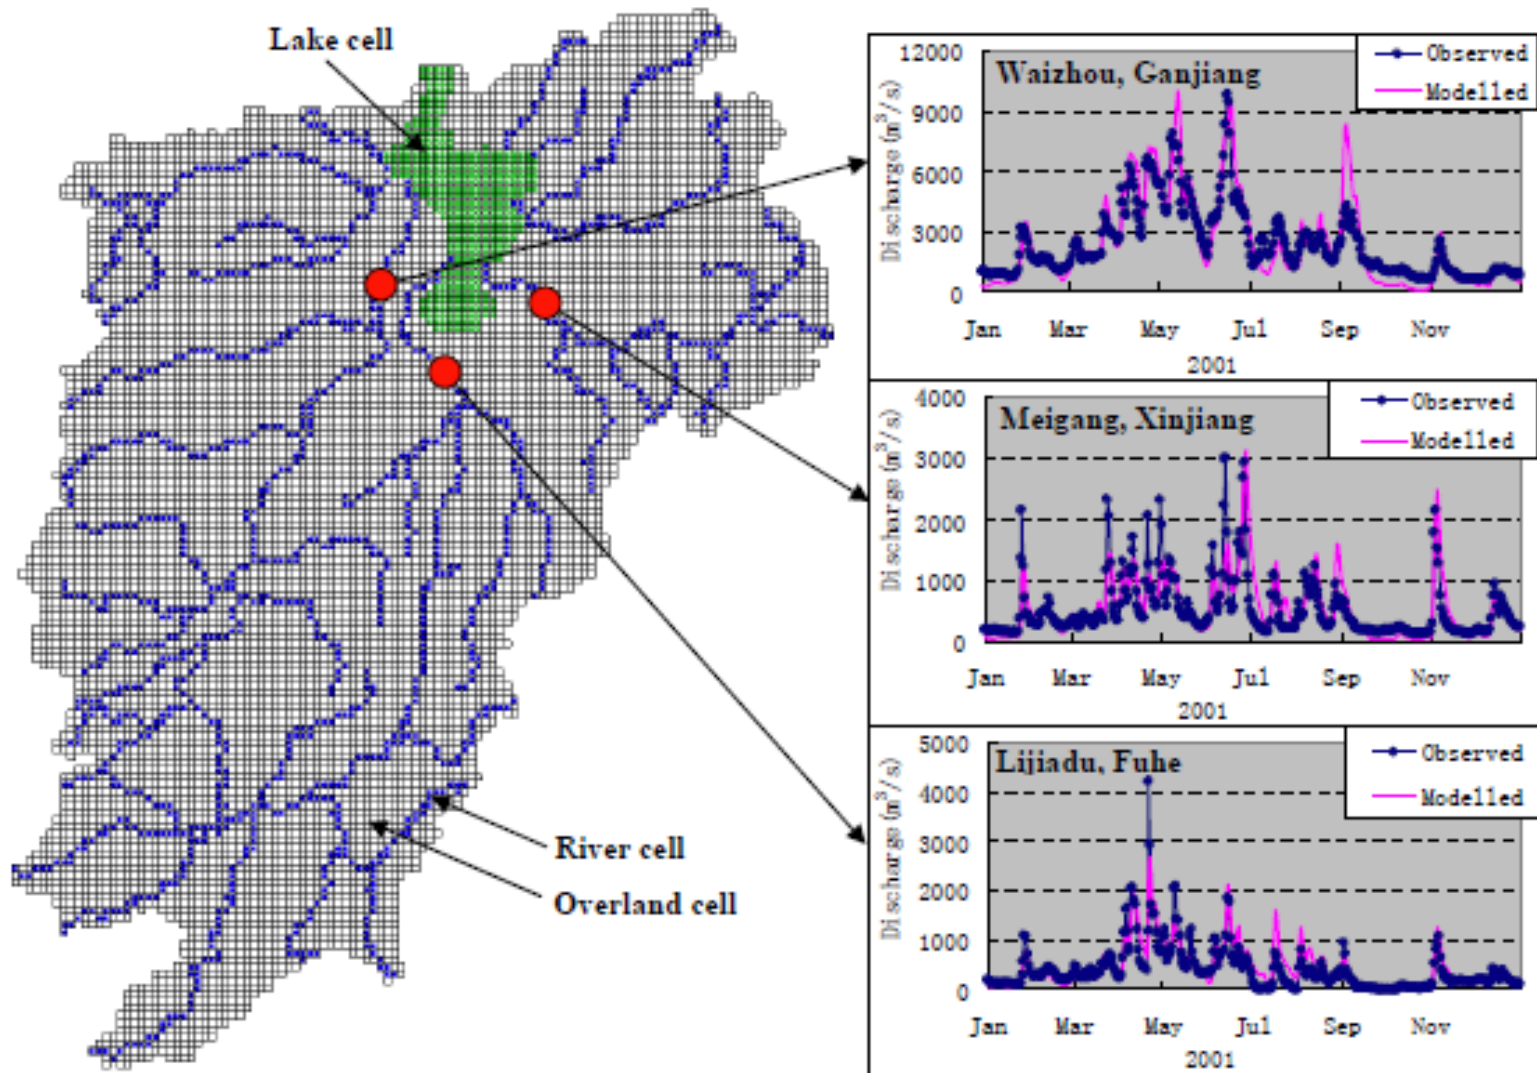 Lake cell
River cell
Overland cell
Waizhou, Ganjiang
Observed
Modelled
Discharge (m³/s)
12000
9000
6000
3000
0
Jan Mar May Jul Sep Nov
2001
Meigang, Xinjiang
Observed
Modelled
Discharge (m³/s)
4000
3000
2000
1000
0
Jan Mar May Jul Sep Nov
2001
Lijiadu, Fuhe
Observed
Modelled
Discharge (m³/s)
5000
4000
3000
2000
1000
0
Jan Mar May Jul Sep Nov
2001